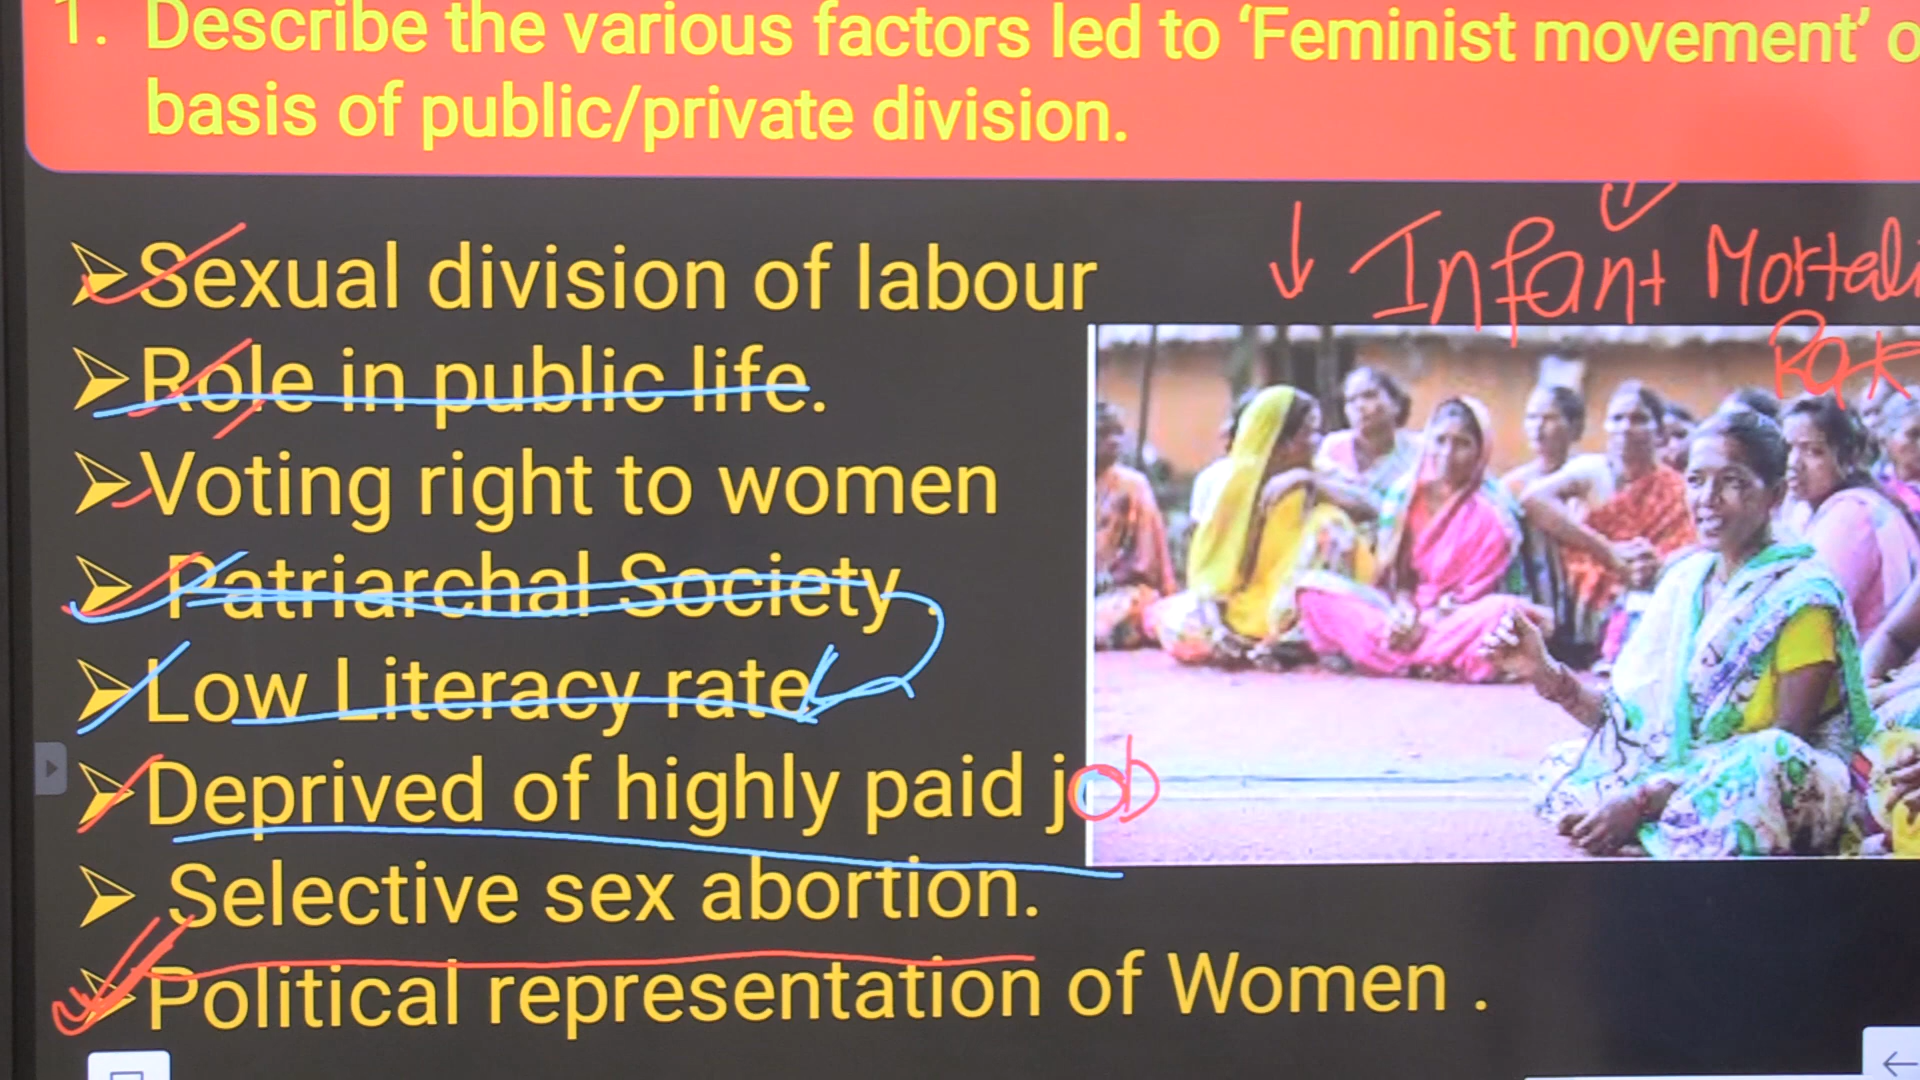 1. Describe the various factors led to ‘Feminist movement’
basis of public/private division.
↓ Infant
➢Sexual division of labour
➢Role in public life.
➢Voting right to women
➢ Patriarchal Society.
➢Low Literacy rate
➢Deprived of highly paid job
➢ Selective sex abortion.
➢Political representation of Women .